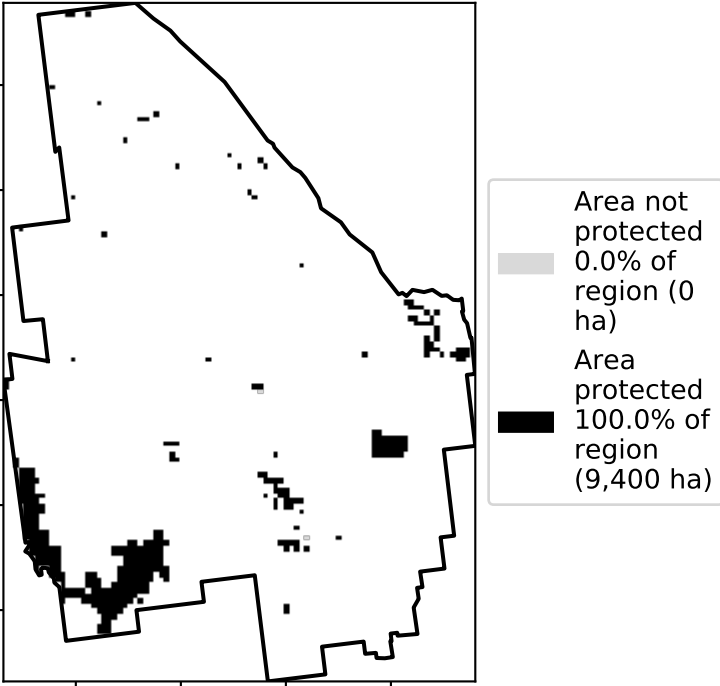 Area not
protected
0.0% of
region (0
ha)
Area
protected
100.0% of
region
(9,400 ha)